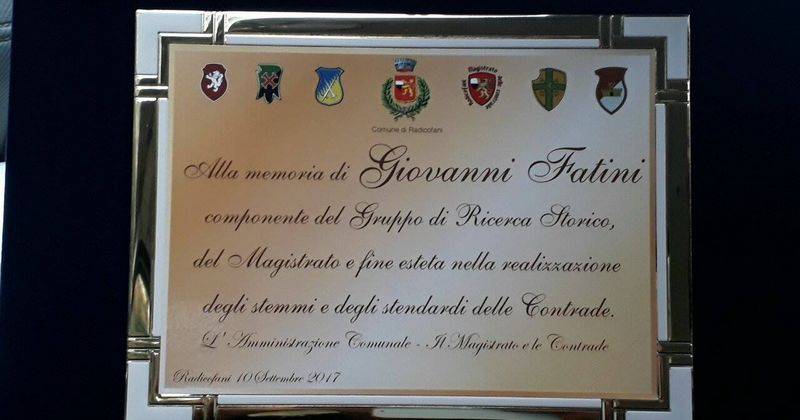 Comune di Radicofani
Alla memoria di Giovanni Fatini
componente del Gruppo di Ricerca Storico,
del Magistrato e fine esteta nella realizzazione
degli stemmi e degli stendardi delle Contrade.
L' Amministrazione Comunale - Il Magistrato e le Contrade
Radicofani 10 Settembre 2017